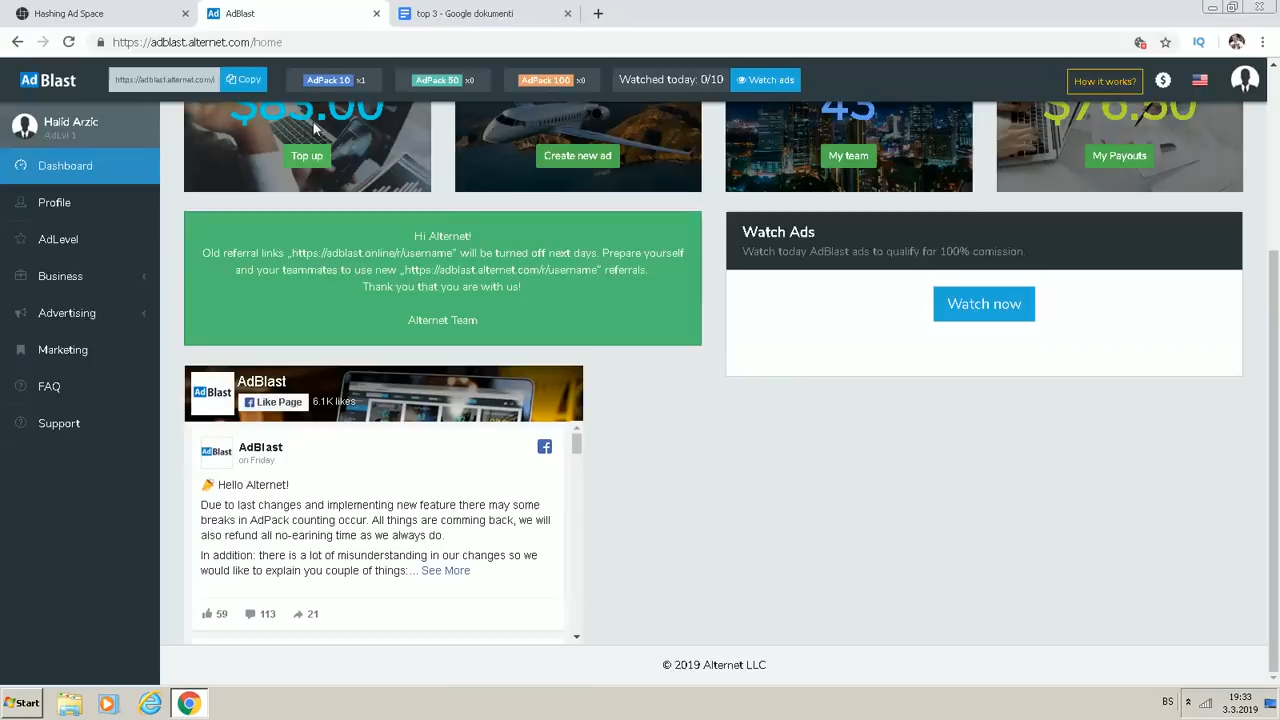 Hashing Ad Space
AdBlast
top 3 - Google dokumenti
https://adblast.alternet.com/home
AdBlast
https://adblast.alternet.com/
Copy
AdPack 10 x1
AdPack 50 x0
AdPack 100 x0
Watched today: 0/10
Watch ads
How it works?
Halid Arzic
AdLvl 1
Dashboard
Profile
AdLevel
Business
Advertising
Marketing
FAQ
Support
$83.00
43
$76.50
Top up
Create new ad
My team
My Payouts
Hi Alternet!
Old referral links „https://adblast.online/r/username” will be turned off next days. Prepare yourself
and your teammates to use new „https://adblast.alternet.com/r/username” referrals.
Thank you that you are with us!
Alternet Team
Watch Ads
Watch today AdBlast ads to qualify for 100% comission.
Watch now
AdBlast
AdBlast
Like Page
6.1K likes
AdBlast
AdBlast
on Friday
Hello Alternet!
Due to last changes and implementing new feature there may some
breaks in AdPack counting occur. All things are comming back, we will
also refund all no-earining time as we always do.
In addition: there is a lot of misunderstanding in our changes so we
would like to explain you couple of things:... See More
59
113
21
© 2019 Alternet LLC
Start
BS
19:33
3.3.2019